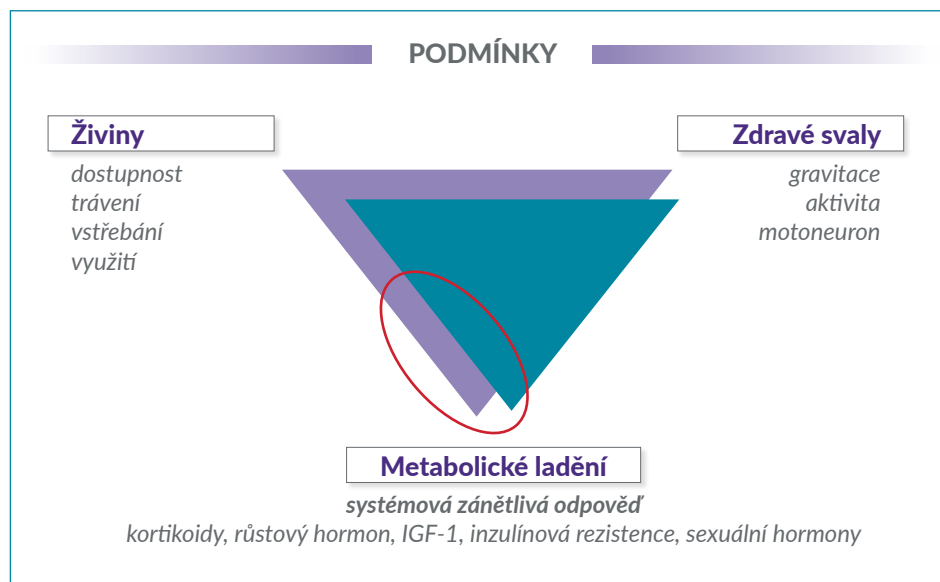 PODMÍNKY
Živiny
dostupnost
trávení
vstřebání
využití
Zdravé svaly
gravitace
aktivita
motoneuron
Metabolické ladění
systémová zánětlivá odpověď
kortikoidy, růstový hormon, IGF-1, inzulínová rezistence, sexuální hormony